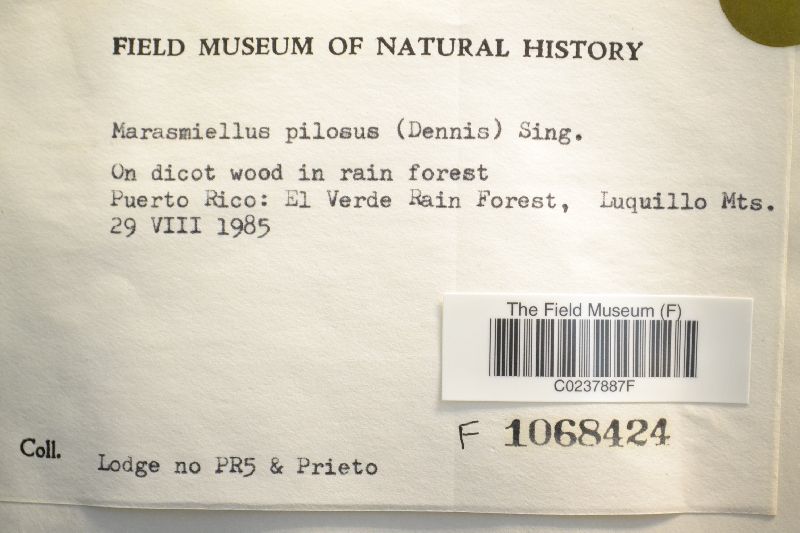 FIELD MUSEUM OF NATURAL HISTORY
Marasmiellus pilosus (Dennis) Sing.
On dicot wood in rain forest
Puerto Rico: El Verde Rain Forest, Luquillo Mts.
29 VIII 1985
The Field Museum (F)
C0237887F
F 1068424
Coll. Lodge no PR5 & Prieto